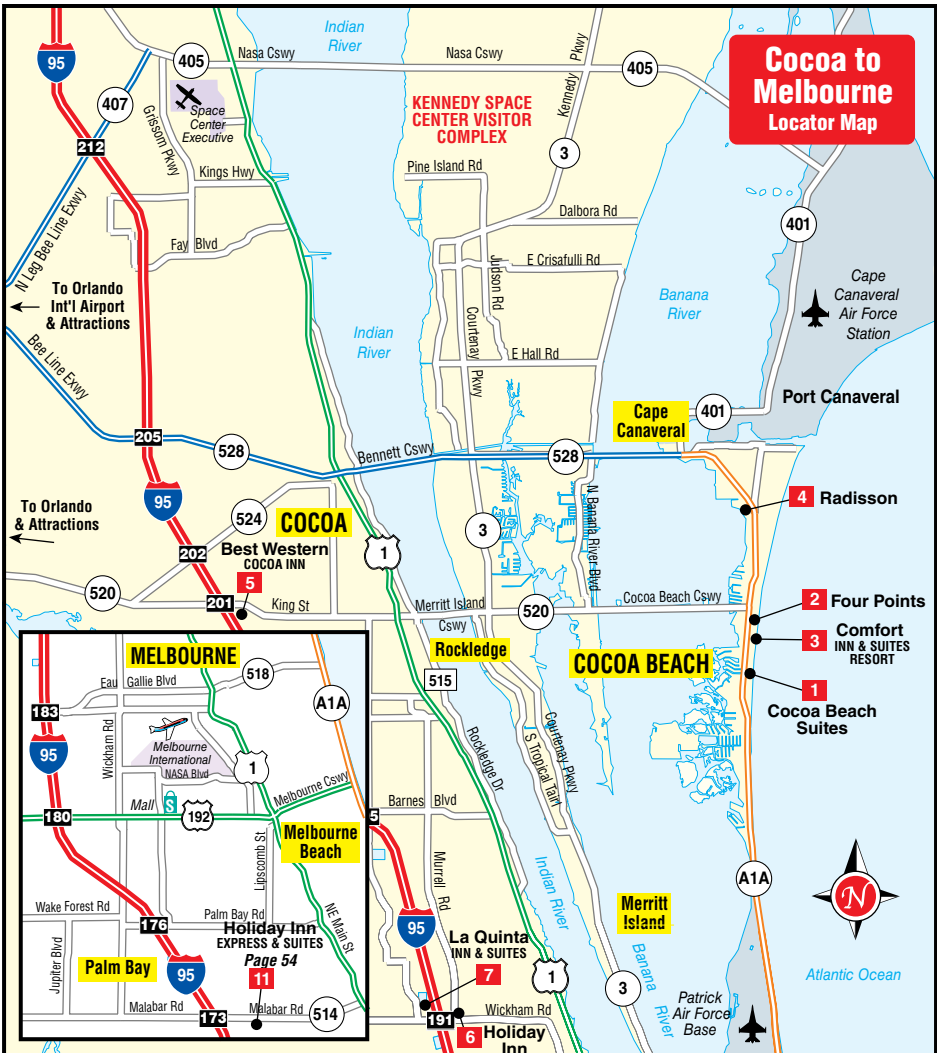 Cocoa to
Melbourne
Locator Map
Indian
River
95
405
Nasa Cswy
Nasa Cswy
405
407
Grissom Pkwy
Space
Center
Executive
KENNEDY SPACE
CENTER VISITOR
COMPLEX
Kennedy Pkwy
3
212
Kings Hwy
Pine Island Rd
N Leg Bee Line Exwy
Fay Blvd
Dalbora Rd
401
Judson Rd
E Crisafulli Rd
To Orlando
Int'l Airport
& Attractions
Banana
River
Cape
Canaveral
Air Force
Station
Indian
River
Courtenay Pkwy
Bee Line Exwy
E Hall Rd
Port Canaveral
Cape
Canaveral
401
205
528
Bennett Cswy
528
95
To Orlando
& Attractions
524
COCOA
1
3
N Banana River Blvd
4 Radisson
202
Best Western
COCOA INN
5
520
201
King St
Merritt Island
Cswy
520
Cocoa Beach Cswy
2 Four Points
3 Comfort
INN & SUITES
RESORT
Rockledge
COCOA BEACH
515
1
Cocoa Beach
Suites
MELBOURNE
518
Eau Gallie Blvd
A1A
183
Wickham Rd
95
Melbourne
International
NASA Blvd
1
Mall
S
180
192
Melbourne Cswy
Melbourne
Beach
Lipscomb St
Wake Forest Rd
176
Palm Bay Rd
NE Main St
Holiday Inn
EXPRESS & SUITES
Page 54
11
Jupiter Blvd
Palm Bay
95
Malabar Rd
173
Malabar Rd
514
Rockledge Dr
S Tropical Tairl
Courtenay Pkwy
5
Barnes Blvd
Murrell Rd
95
La Quinta
INN & SUITES
7
Indian River
1
191
Wickham Rd
6 Holiday
Inn
Merritt
Island
Banana River
3
A1A
N
Atlantic Ocean
Patrick
Air Force
Base